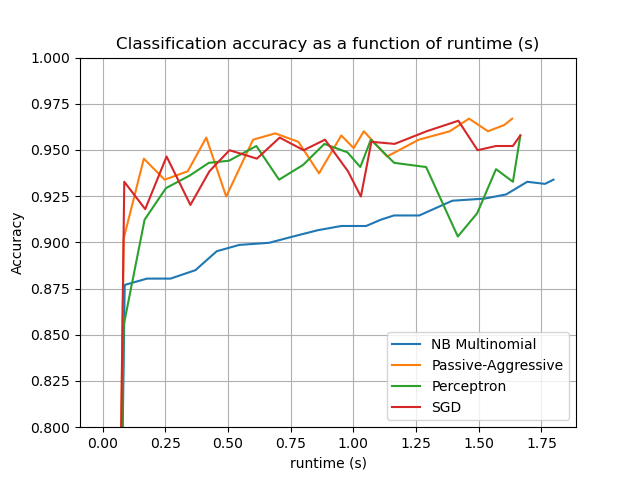 Classification accuracy as a function of runtime (s)
1.000
0.975
0.950
0.925
0.900
0.875
0.850
0.825
0.800
Accuracy
NB Multinomial
Passive-Aggressive
Perceptron
SGD
0.00 0.25 0.50 0.75 1.00 1.25 1.50 1.75
runtime (s)